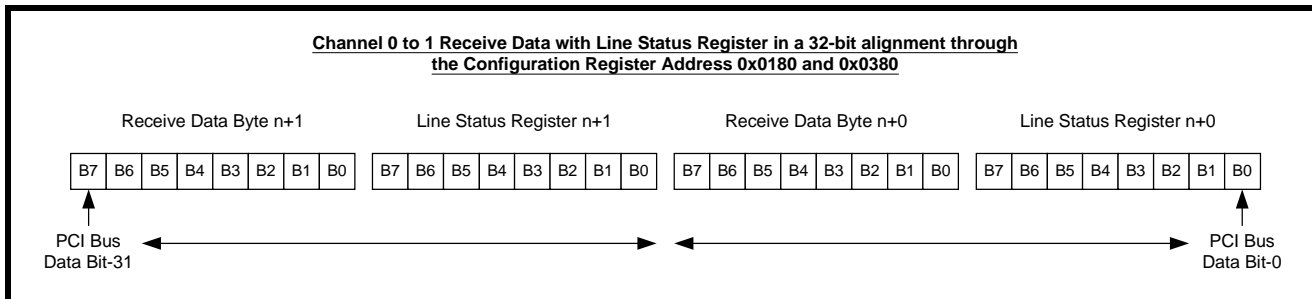 Channel 0 to 1 Receive Data with Line Status Register in a 32-bit alignment through
the Configuration Register Address 0x0180 and 0x0380
Receive Data Byte n+1 Line Status Register n+1 Receive Data Byte n+0 Line Status Register n+0
B7 B6 B5 B4 B3 B2 B1 B0 B7 B6 B5 B4 B3 B2 B1 B0 B7 B6 B5 B4 B3 B2 B1 B0 B7 B6 B5 B4 B3 B2 B1 B0
PCI Bus PCI Bus
Data Bit-31 Data Bit-0